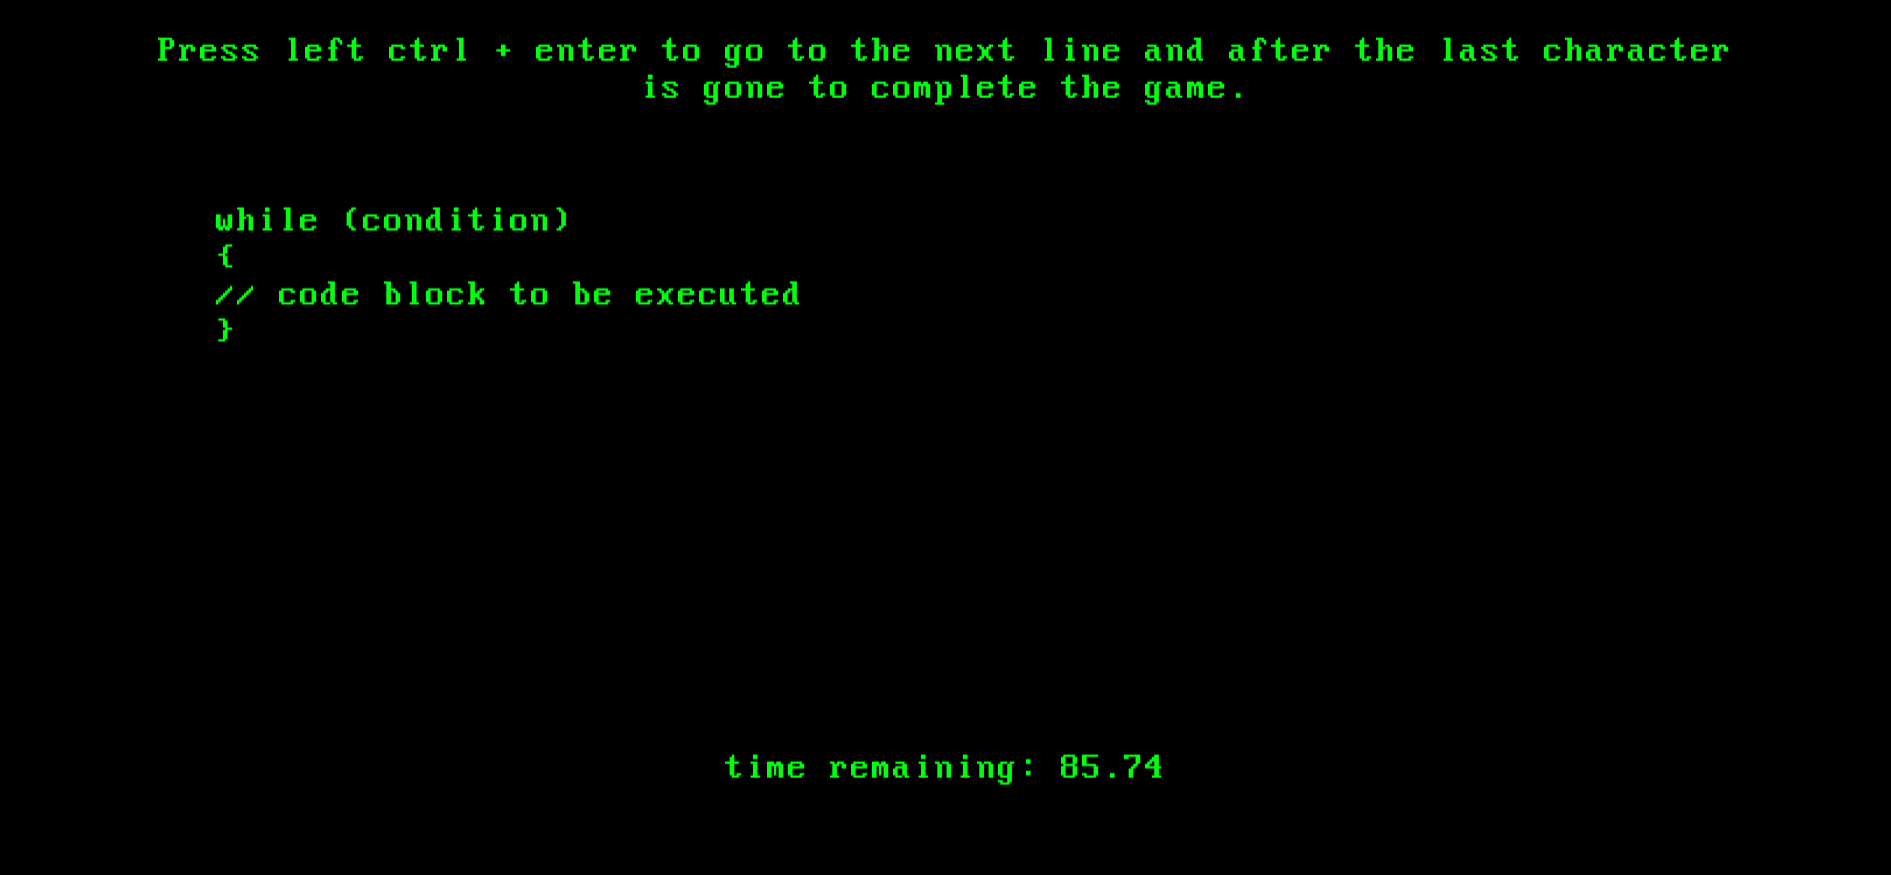 Press left ctrl + enter to go to the next line and after the last character
is gone to complete the game.
while (condition)
{
// code block to be executed
}
time remaining: 85.74